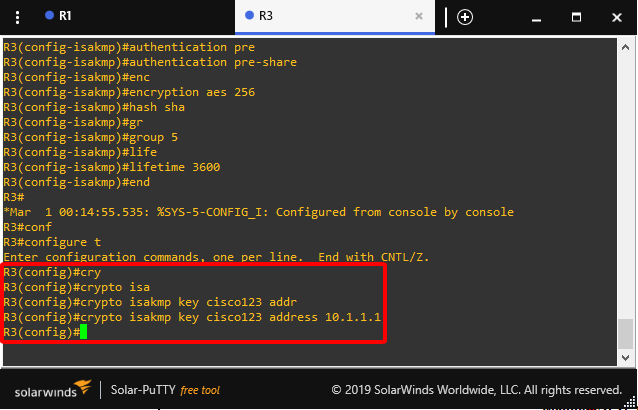 R1
R3
R3(config-isakmp)#authentication pre
R3(config-isakmp)#authentication pre-share
R3(config-isakmp)#enc
R3(config-isakmp)#encryption aes 256
R3(config-isakmp)#hash sha
R3(config-isakmp)#gr
R3(config-isakmp)#group 5
R3(config-isakmp)#life
R3(config-isakmp)#lifetime 3600
R3(config-isakmp)#end
R3#
*Mar  1 00:14:55.535: %SYS-5-CONFIG_I: Configured from console by console
R3#conf
R3#configure t
Enter configuration commands, one per line.  End with CNTL/Z.
R3(config)#cry
R3(config)#crypto isa
R3(config)#crypto isakmp key cisco123 addr
R3(config)#crypto isakmp key cisco123 address 10.1.1.1
R3(config)#
solarwinds Solar-PuTTY free tool © 2019 SolarWinds Worldwide, LLC. All rights reserved.